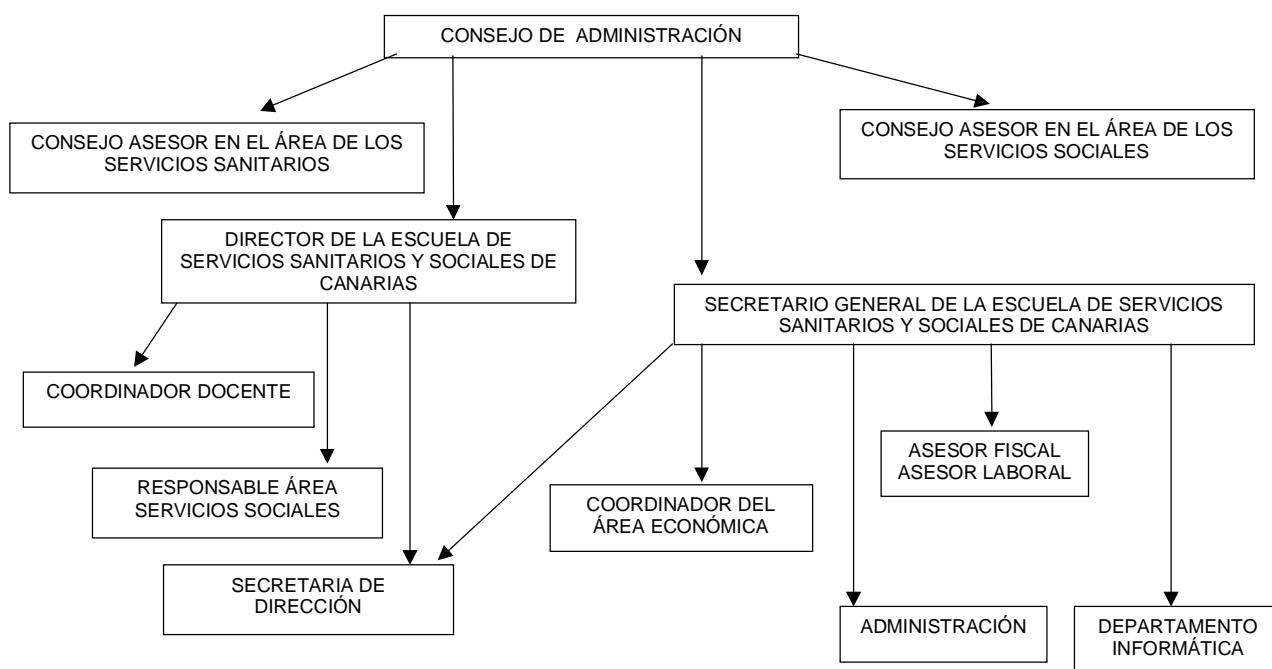 CONSEJO DE ADMINISTRACIÓN
CONSEJO ASESOR EN EL ÁREA DE LOS
SERVICIOS SANITARIOS
CONSEJO ASESOR EN EL ÁREA DE LOS
SERVICIOS SOCIALES
DIRECTOR DE LA ESCUELA DE
SERVICIOS SANITARIOS Y SOCIALES DE
CANARIAS
SECRETARIO GENERAL DE LA ESCUELA DE SERVICIOS
SANITARIOS Y SOCIALES DE CANARIAS
COORDINADOR DOCENTE
RESPONSABLE ÁREA
SERVICIOS SOCIALES
SECRETARIA DE
DIRECCIÓN
COORDINADOR DEL
ÁREA ECONÓMICA
ASESOR FISCAL
ASESOR LABORAL
ADMINISTRACIÓN
DEPARTAMENTO
INFORMÁTICA